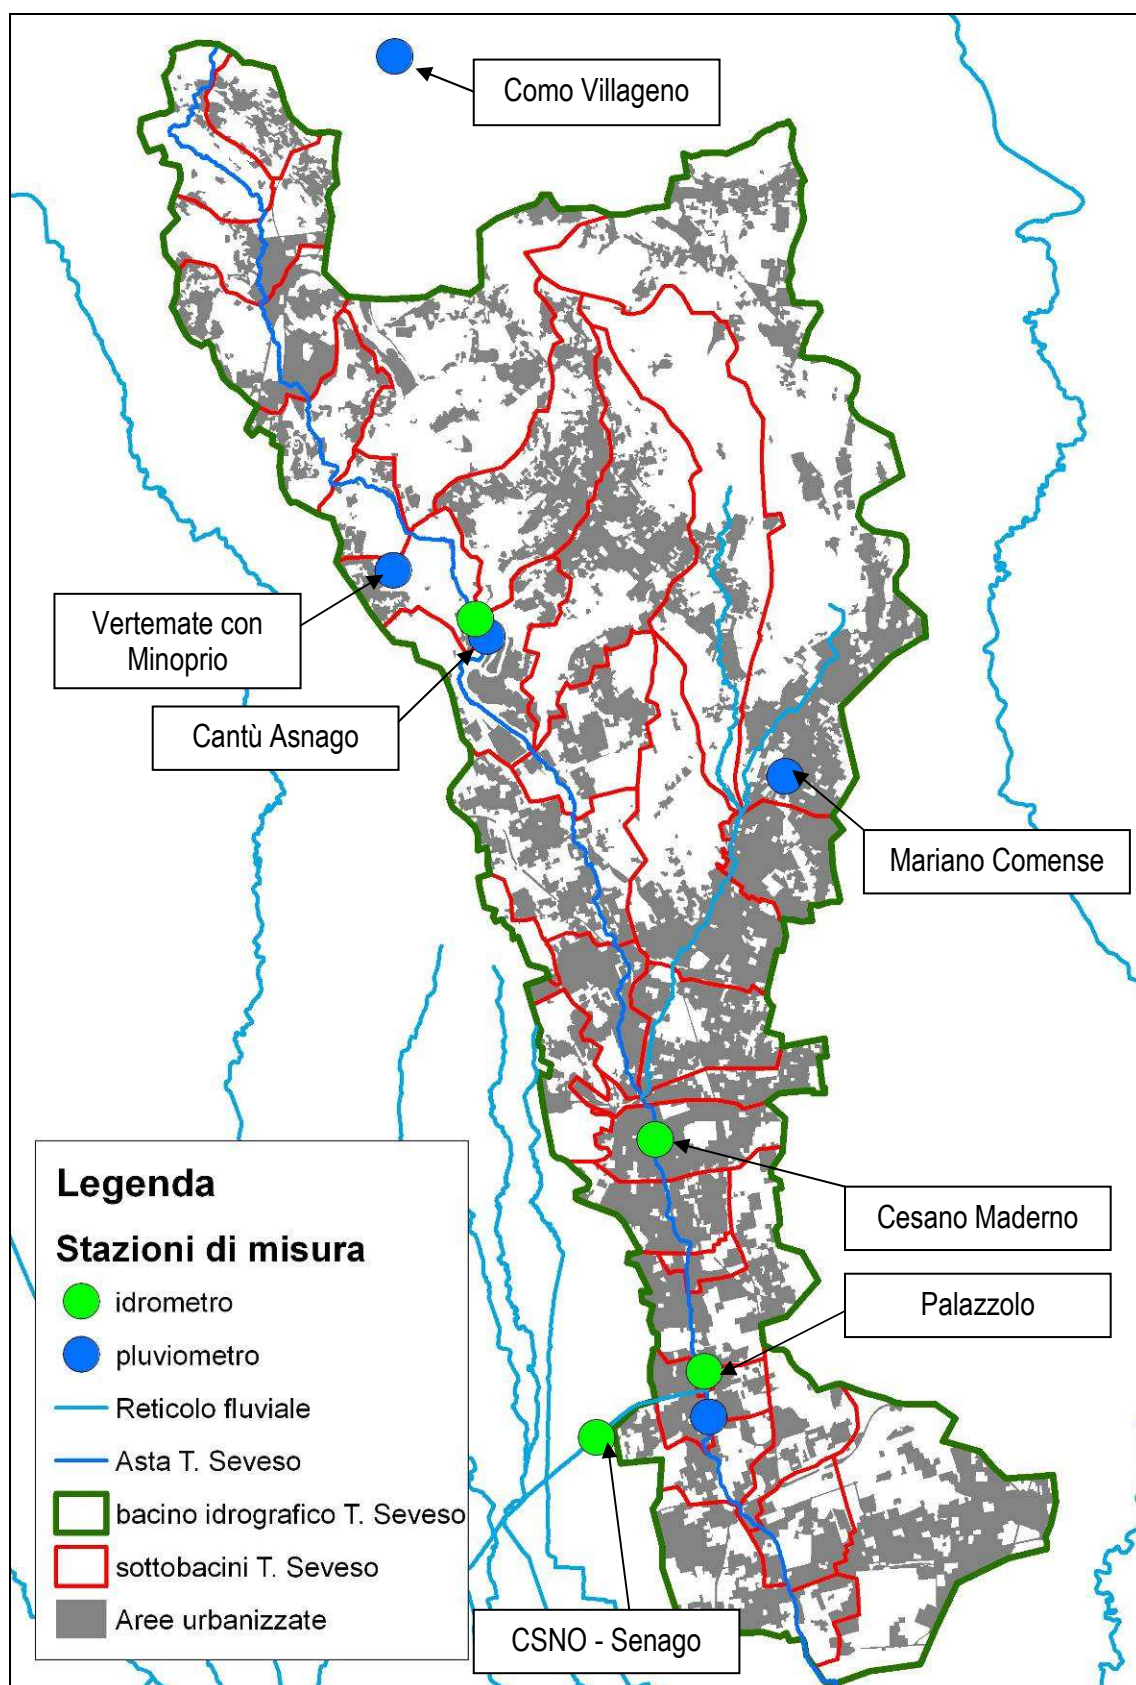 Como Villageno
Vertemate con
Minoprio
Cantù Asnago
Mariano Comense
Cesano Maderno
Palazzolo
CSNO - Senago
Legenda
Stazioni di misura
idrometro
pluviometro
Reticolo fluviale
Asta T. Seveso
bacino idrografico T. Seveso
sottobacini T. Seveso
Aree urbanizzate